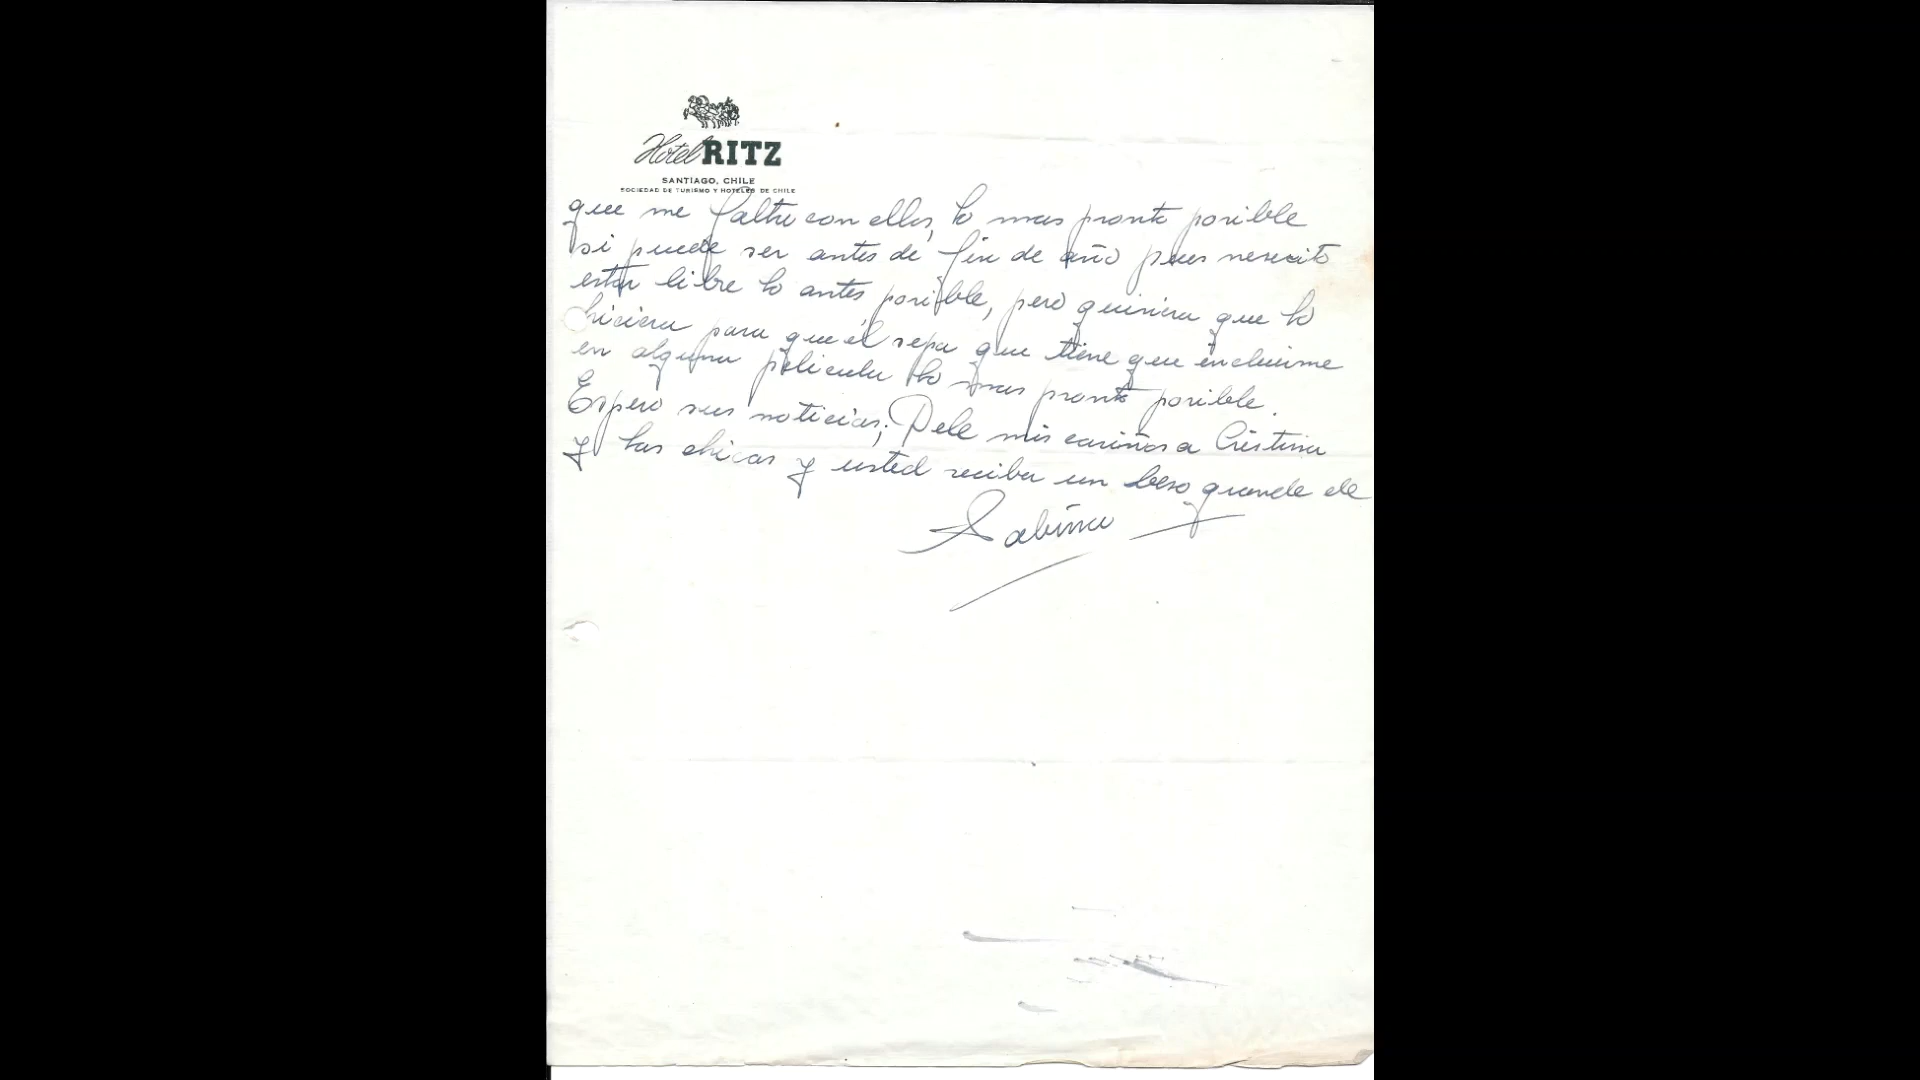 Hotel RITZ
SANTIAGO, CHILE
SOCIEDAD DE TURISMO Y HOTELES DE CHILE
que me falta con ellos, lo mas pronto posible
si puede ser antes de fin de año pues nesecito
estar libre lo antes posible, pero quisiera que lo
hiciera para que él sepa que tiene que incluirme
en alguna pelicula lo mas pronto posible.
Espero sus noticias; Dele mis cariños a Cristina
y las chicas y usted reciba un beso grande de
Sabina